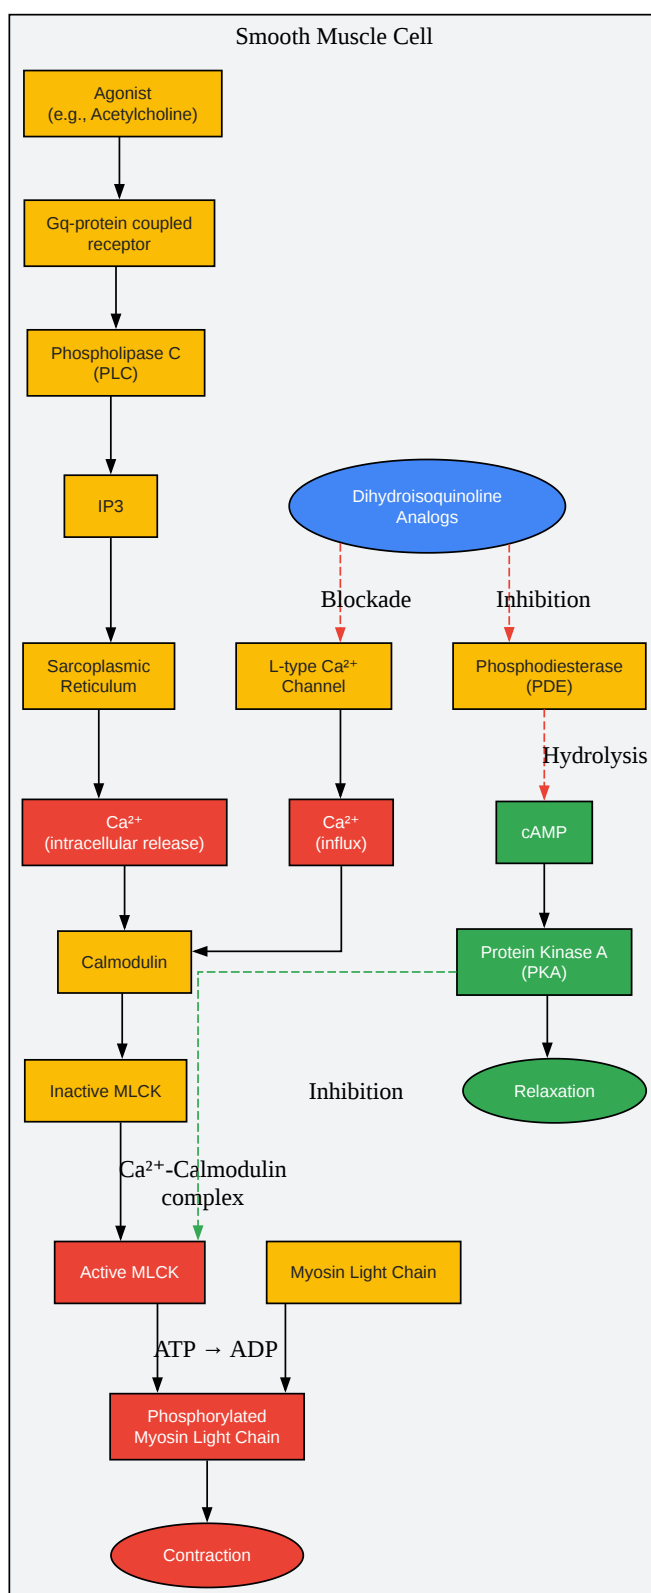 Smooth Muscle Cell
Agonist
(e.g., Acetylcholine)
Gq-protein coupled
receptor
Phospholipase C
(PLC)
IP3
Dihydroisoquinoline
Analogs
Blockade
Inhibition
Sarcoplasmic
Reticulum
L-type Ca²⁺
Channel
Phosphodiesterase
(PDE)
Hydrolysis
Ca²⁺
(intracellular release)
Ca²⁺
(influx)
cAMP
Calmodulin
Protein Kinase A
(PKA)
Inactive MLCK
Inhibition
Relaxation
Ca²⁺-Calmodulin
complex
Active MLCK
Myosin Light Chain
ATP → ADP
Phosphorylated
Myosin Light Chain
Contraction